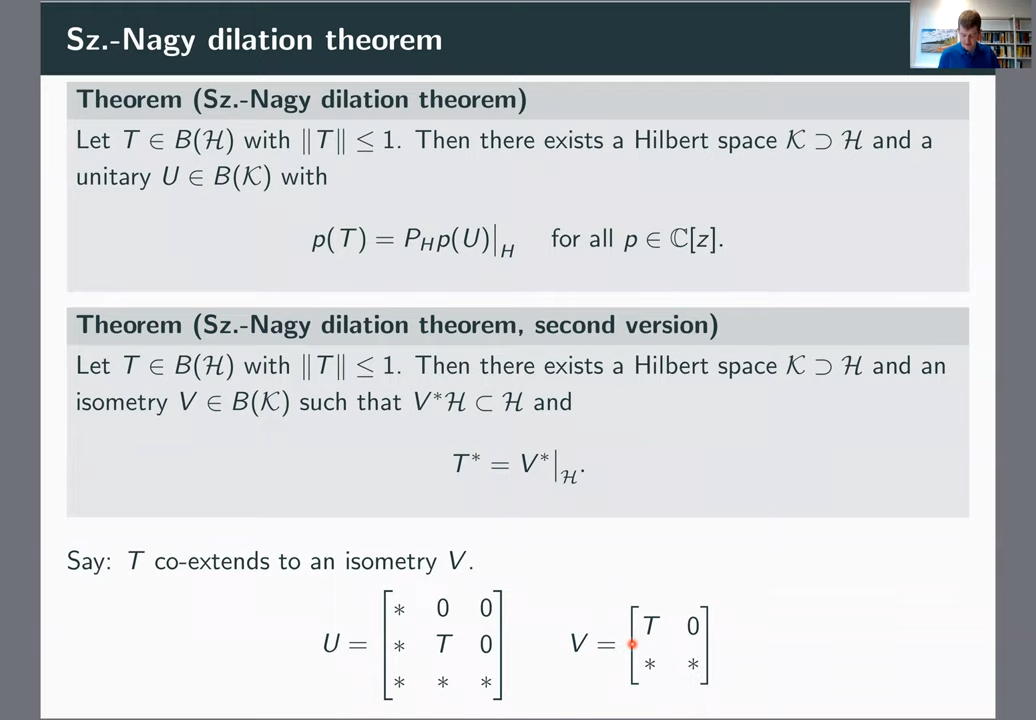 Sz.-Nagy dilation theorem
Theorem (Sz.-Nagy dilation theorem)
Let T ∈ B(ℋ) with ‖T‖ ≤ 1. Then there exists a Hilbert space 𝒦 ⊃ ℋ and a
unitary U ∈ B(𝒦) with
p(T) = P_H p(U)|_H for all p ∈ ℂ[z].
Theorem (Sz.-Nagy dilation theorem, second version)
Let T ∈ B(ℋ) with ‖T‖ ≤ 1. Then there exists a Hilbert space 𝒦 ⊃ ℋ and an
isometry V ∈ B(𝒦) such that V*ℋ ⊂ ℋ and
T* = V*|_ℋ.
Say: T co-extends to an isometry V.
U = [∗ 0 0; ∗ T 0; ∗ ∗ ∗] V = [T 0; ∗ ∗]